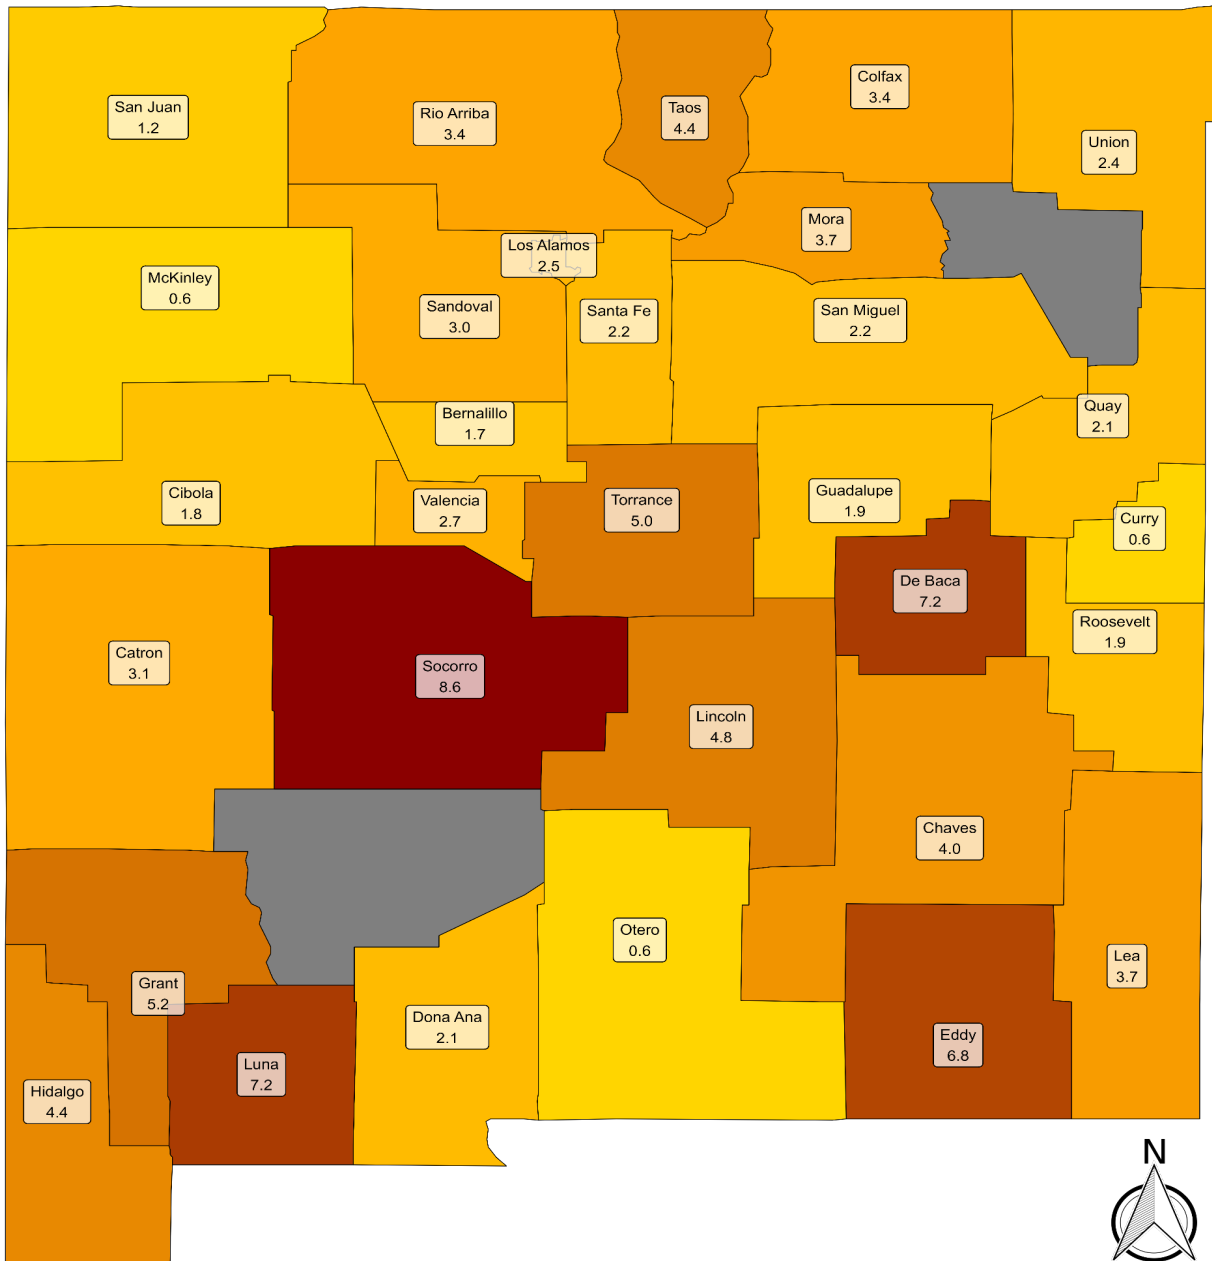 San Juan
1.2
Rio Arriba
3.4
Taos
4.4
Colfax
3.4
Union
2.4
Mora
3.7
Los Alamos
2.5
McKinley
0.6
Sandoval
3.0
Santa Fe
2.2
San Miguel
2.2
Bernalillo
1.7
Quay
2.1
Cibola
1.8
Valencia
2.7
Torrance
5.0
Guadalupe
1.9
Curry
0.6
De Baca
7.2
Roosevelt
1.9
Catron
3.1
Socorro
8.6
Lincoln
4.8
Chaves
4.0
Otero
0.6
Lea
3.7
Grant
5.2
Dona Ana
2.1
Eddy
6.8
Luna
7.2
Hidalgo
4.4
N